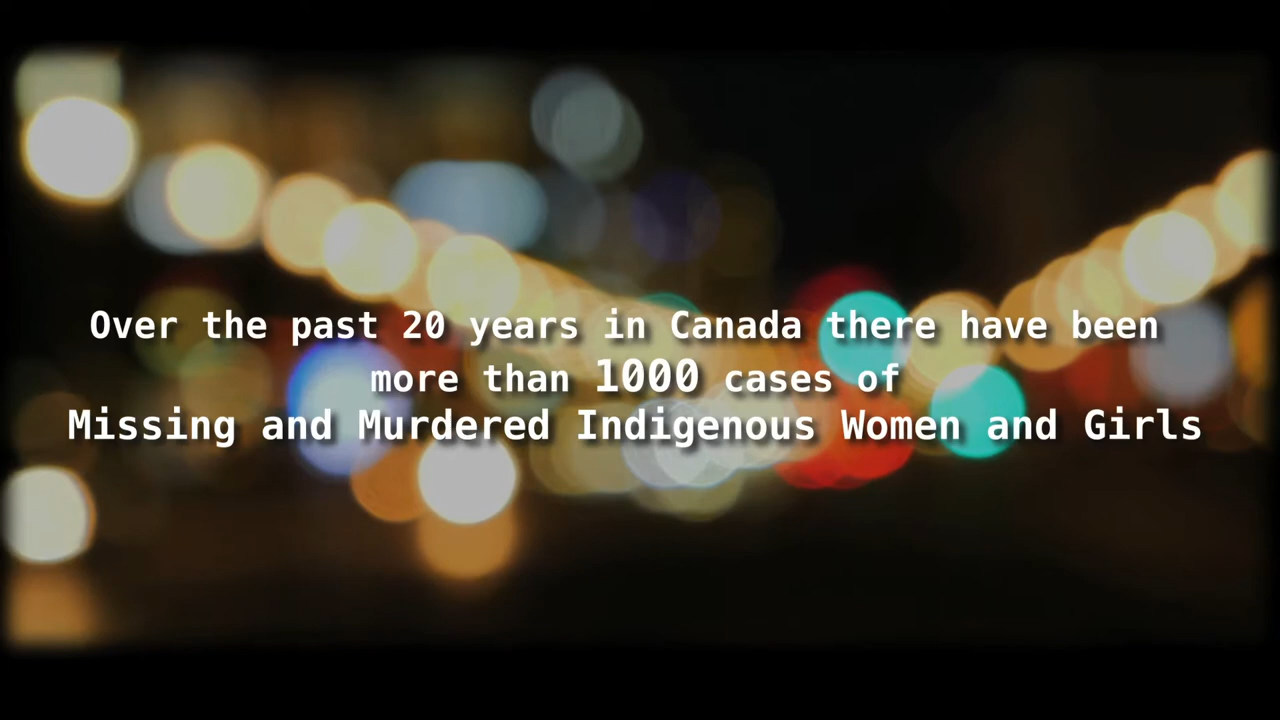 Over the past 20 years in Canada there have been
more than 1000 cases of
Missing and Murdered Indigenous Women and Girls